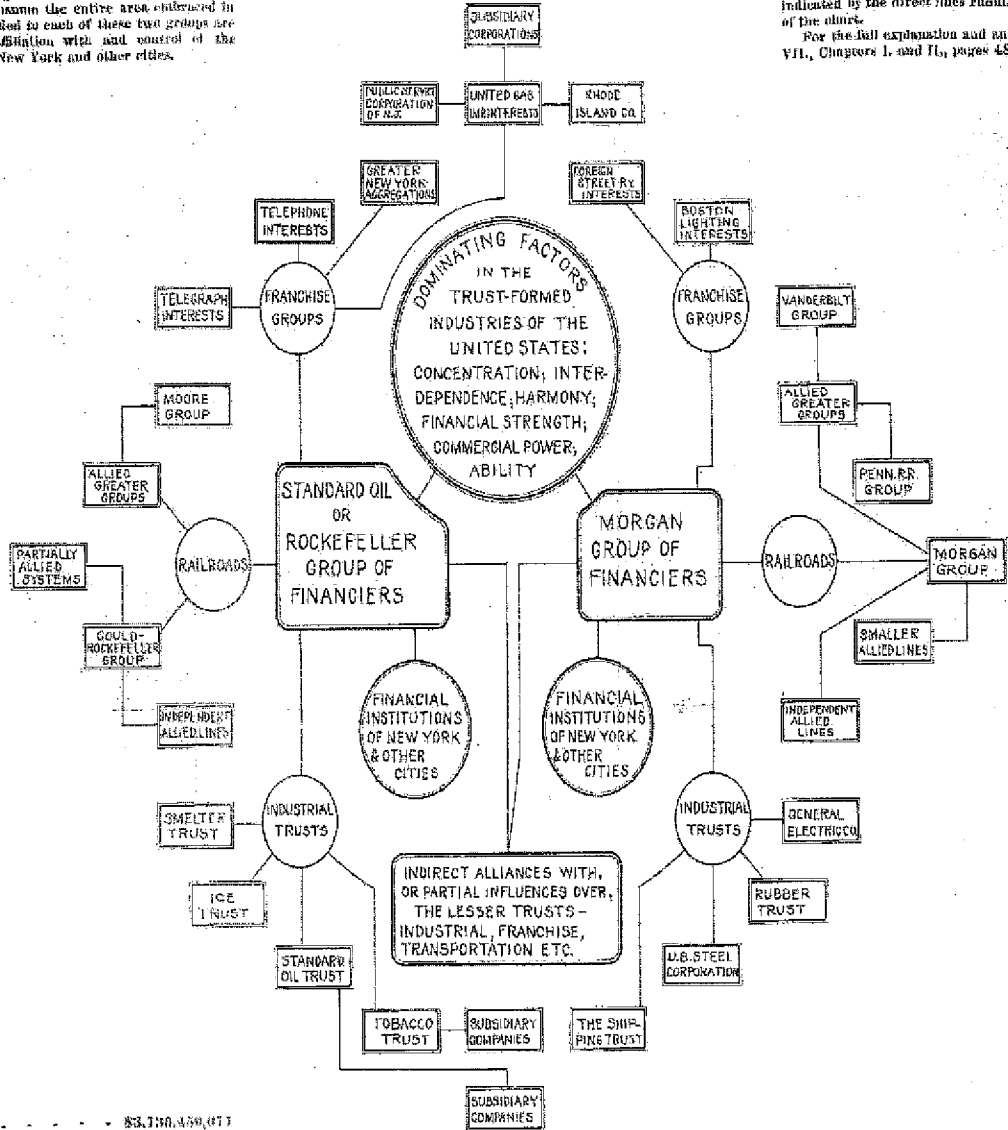 the entire area embraced in
to each of these two groups are
with and control of the
New York and other cities.
indicated by the direct lines
of the chart.
For the full explanation and
VII., Chapters I. and II., pages
SUBSIDIARY
CORPORATIONS
PUBLIC SERVICE
CORPORATION
OF N.J.
UNITED GAS
IMP. INTERESTS
RHODE
ISLAND CO.
GREATER
NEW YORK
AGGREGATIONS
FOREIGN
STREET RY.
INTERESTS
TELEPHONE
INTERESTS
BOSTON
LIGHTING
INTERESTS
TELEGRAPH
INTERESTS
FRANCHISE
GROUPS
DOMINATING FACTORS
IN THE
TRUST-FORMED
INDUSTRIES OF THE
UNITED STATES:
CONCENTRATION; INTER-
DEPENDENCE; HARMONY;
FINANCIAL STRENGTH;
COMMERCIAL POWER;
ABILITY
FRANCHISE
GROUPS
VANDERBILT
GROUP
MOORE
GROUP
ALLIED
GREATER
GROUPS
ALLIED
GREATER
GROUPS
PENN. R.R.
GROUP
STANDARD OIL
OR
ROCKEFELLER
GROUP OF
FINANCIERS
MORGAN
GROUP OF
FINANCIERS
PARTIALLY
ALLIED
SYSTEMS
RAILROADS
RAILROADS
MORGAN
GROUP
GOULD-
ROCKEFELLER
GROUP
SMALLER
ALLIED LINES
INDEPENDENT
ALLIED LINES
FINANCIAL
INSTITUTIONS
OF NEW YORK
& OTHER
CITIES
FINANCIAL
INSTITUTIONS
OF NEW YORK
& OTHER
CITIES
INDEPENDENT
ALLIED
LINES
SMELTER
TRUST
INDUSTRIAL
TRUSTS
INDUSTRIAL
TRUSTS
GENERAL
ELECTRIC CO.
ICE
TRUST
INDIRECT ALLIANCES WITH,
OR PARTIAL INFLUENCES OVER,
THE LESSER TRUSTS-
INDUSTRIAL, FRANCHISE,
TRANSPORTATION ETC.
RUBBER
TRUST
STANDARD
OIL TRUST
U.S. STEEL
CORPORATION
TOBACCO
TRUST
SUBSIDIARY
COMPANIES
THE SHIP-
PING TRUST
SUBSIDIARY
COMPANIES